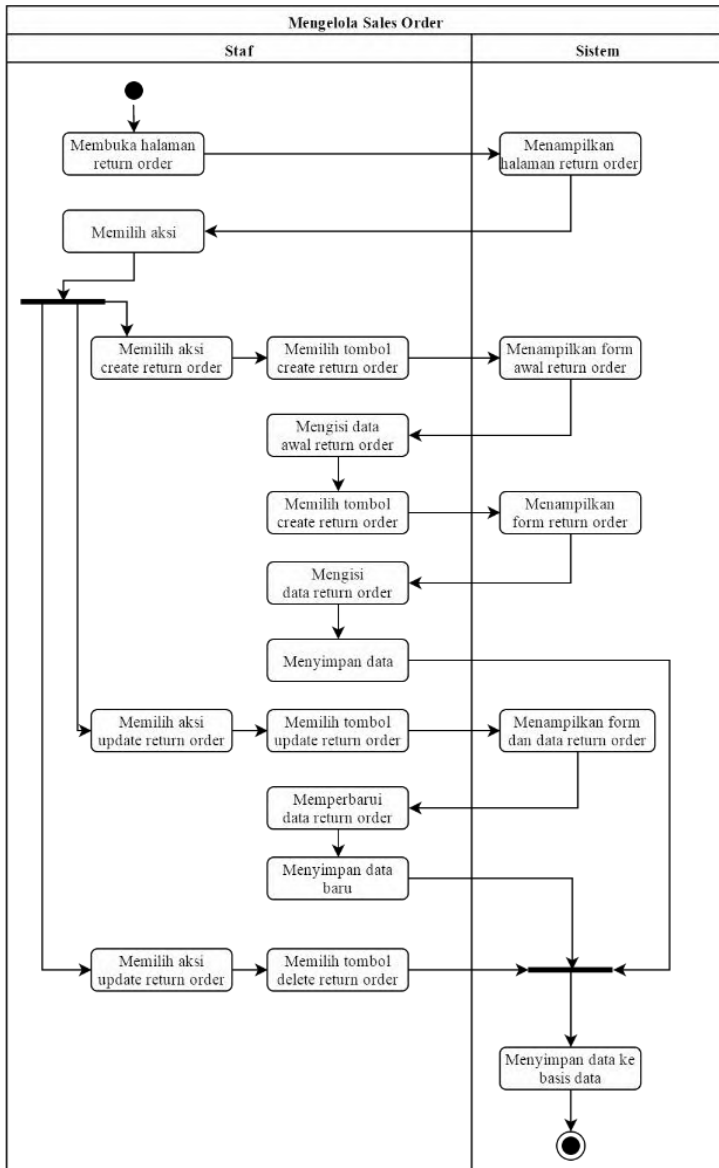 Mengelola Sales Order
Staf
Sistem
Membuka halaman
return order
Menampilkan
halaman return order
Memilih aksi
Memilih aksi
create return order
Memilih tombol
create return order
Menampilkan form
awal return order
Mengisi data
awal return order
Memilih tombol
create return order
Menampilkan
form return order
Mengisi
data return order
Menyimpan data
Memilih aksi
update return order
Memilih tombol
update return order
Menampilkan form
dan data return order
Memperbarui
data return order
Menyimpan data
baru
Memilih aksi
update return order
Memilih tombol
delete return order
Menyimpan data ke
basis data